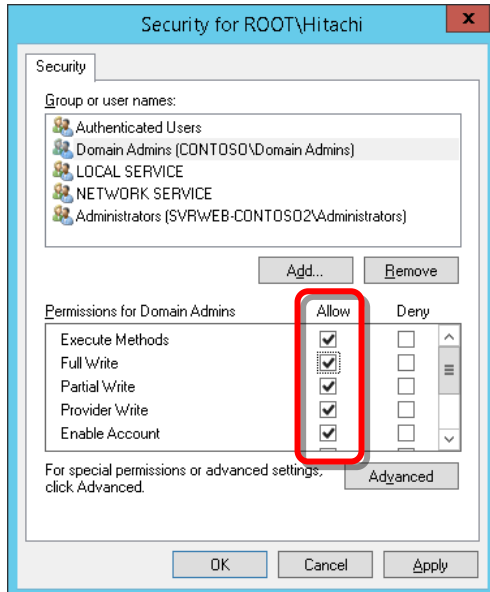 Security for ROOT\Hitachi
x
Security
Group or user names:
Authenticated Users
Domain Admins (CONTOSO\Domain Admins)
LOCAL SERVICE
NETWORK SERVICE
Administrators (SVRWEB-CONTOSO2\Administrators)
Add... Remove
Permissions for Domain Admins Allow Deny
Execute Methods
Full Write
Partial Write
Provider Write
Enable Account
For special permissions or advanced settings, Advanced
click Advanced.
OK Cancel Apply